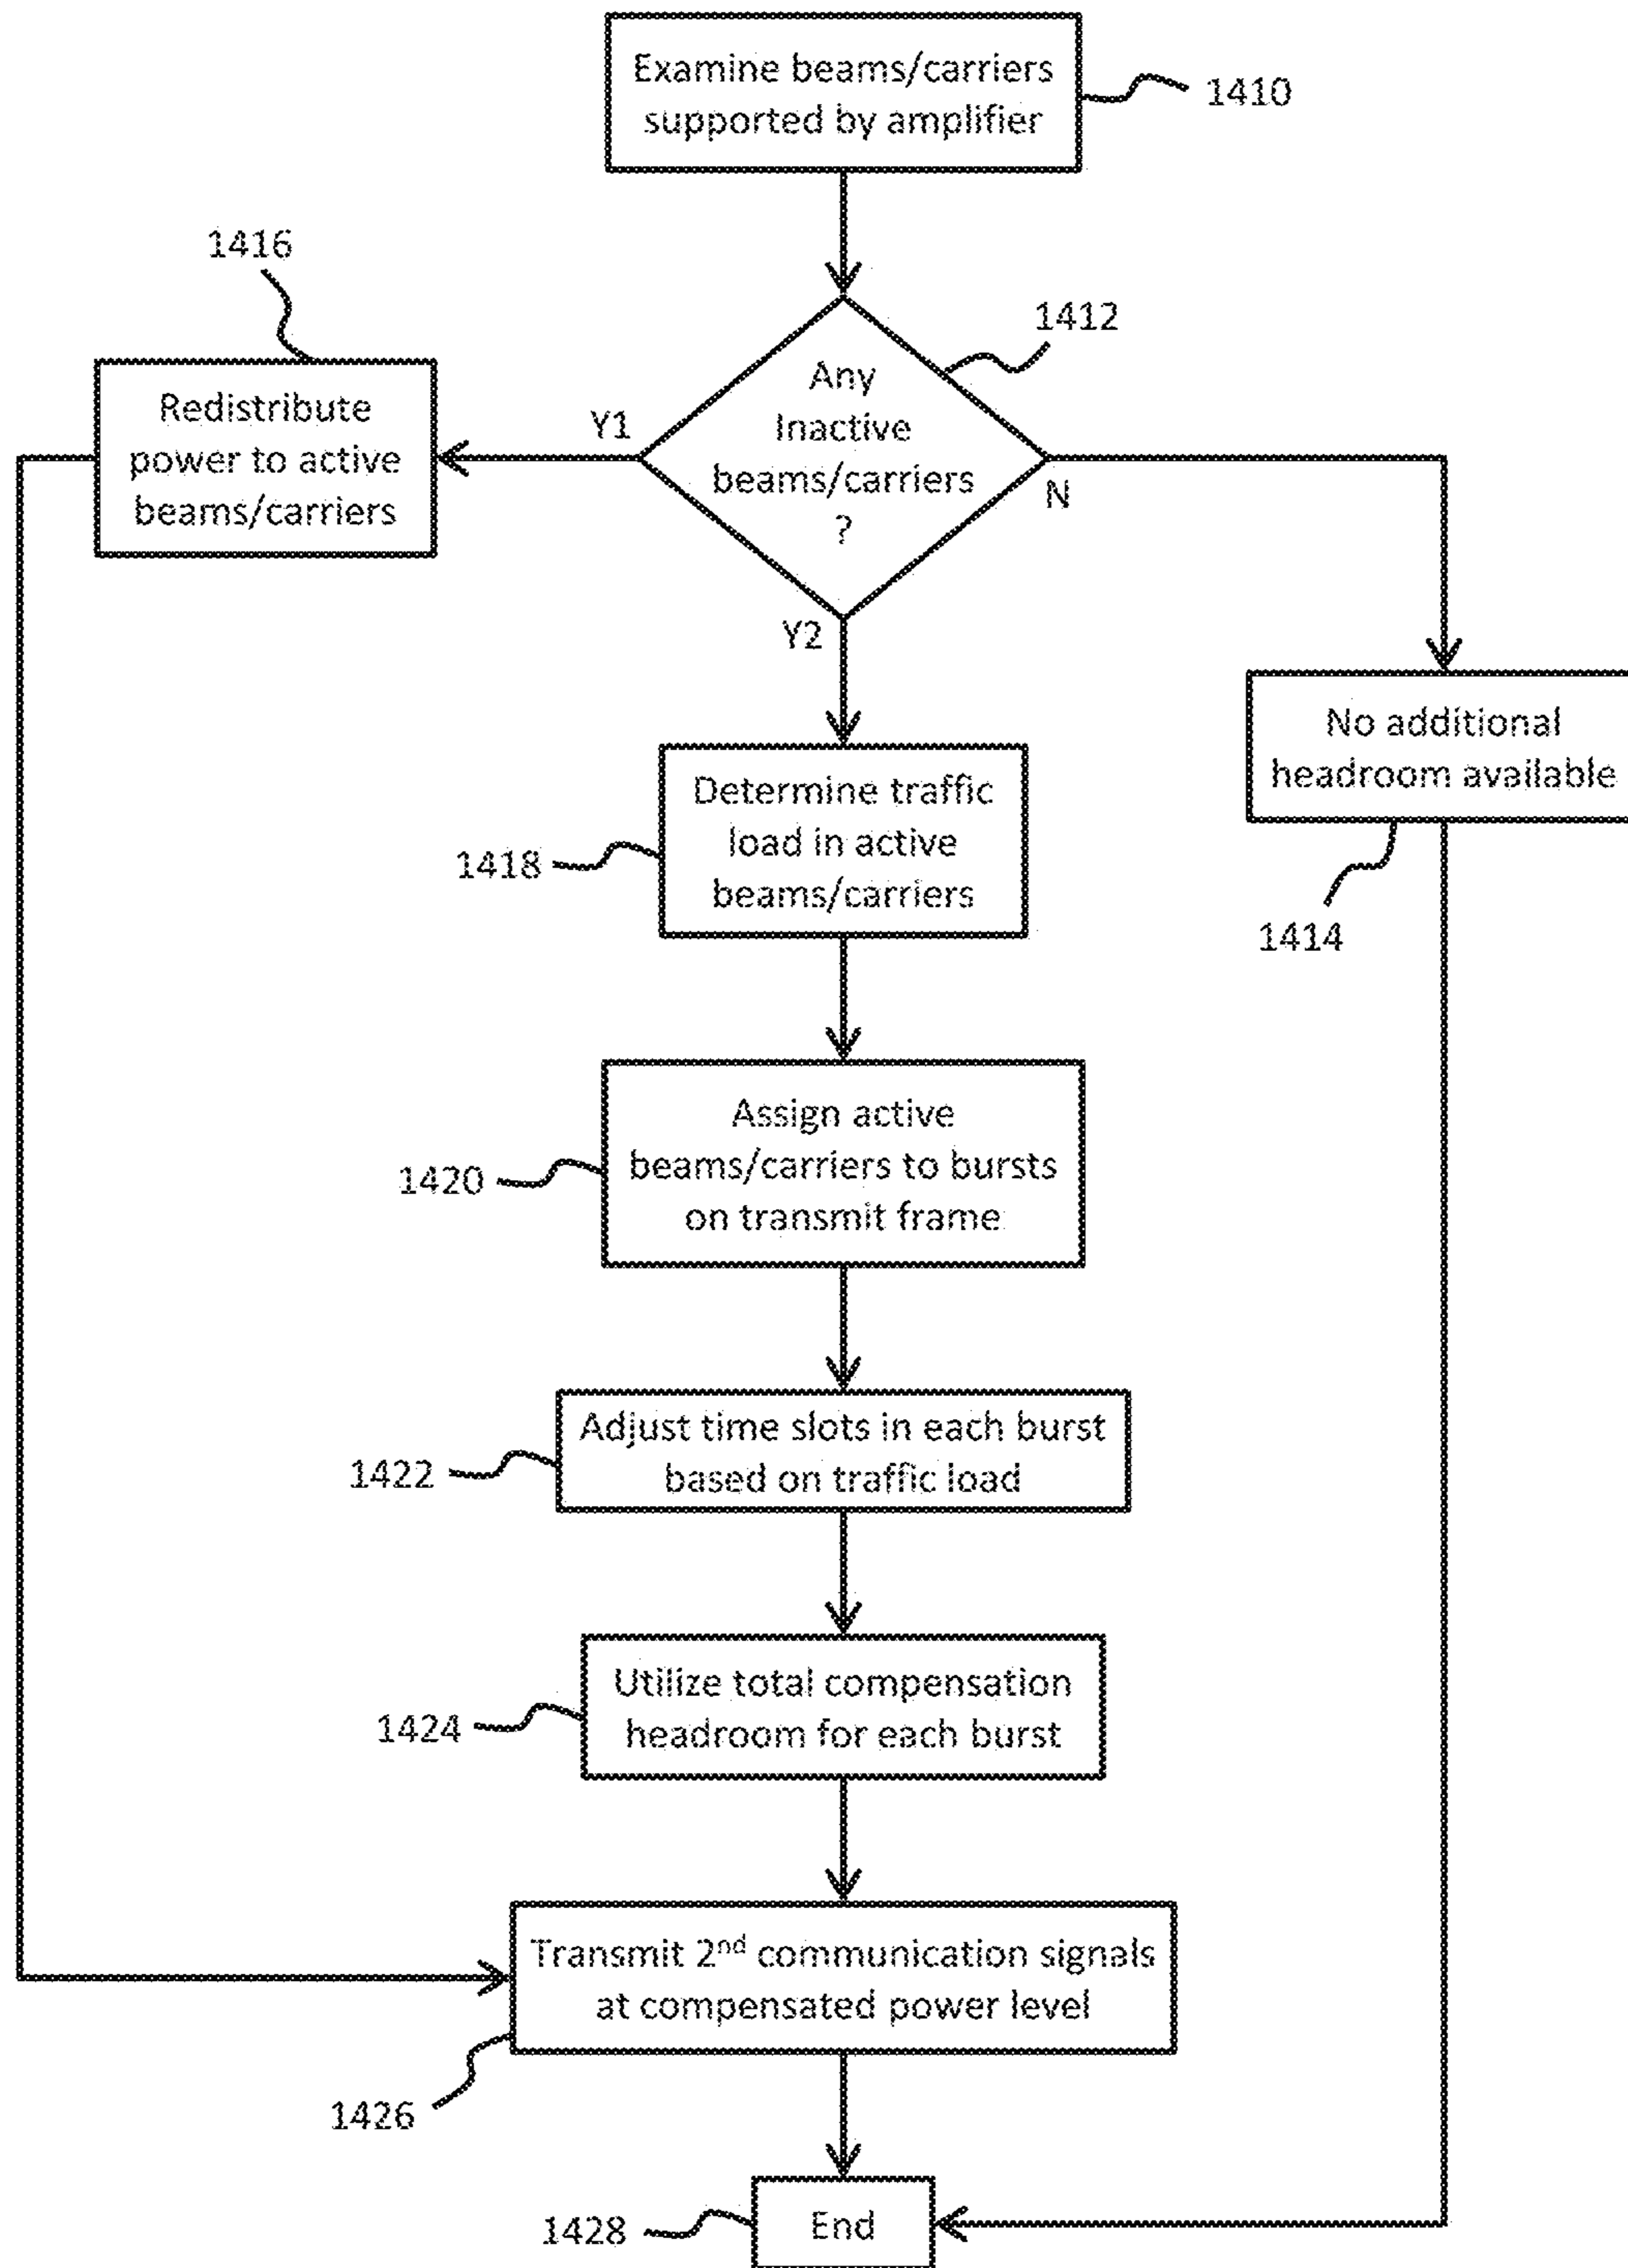 Examine beams/carriers
supported by amplifier
1410
1416
1412
Redistribute
power to active
beams/carriers
Y1
Any
Inactive
beams/carriers
?
N
Y2
No additional
headroom available
1414
Determine traffic
load in active
beams/carriers
1418
Assign active
beams/carriers to bursts
on transmit frame
1420
Adjust time slots in each burst
based on traffic load
1422
Utilize total compensation
headroom for each burst
1424
Transmit 2nd communication signals
at compensated power level
1426
End
1428